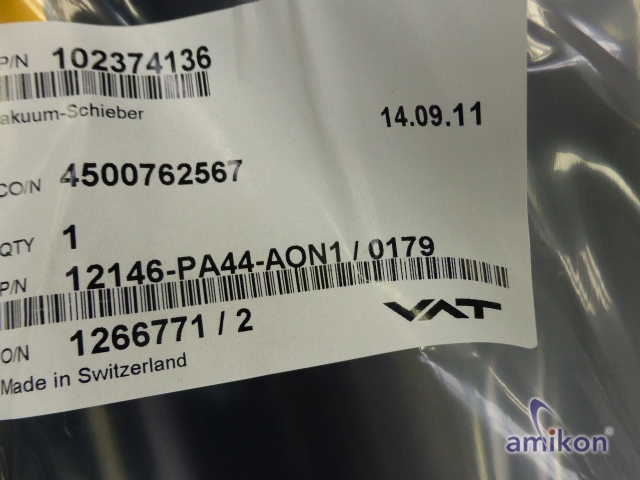 P/N 102374136
akuum-Schieber
14.09.11
CO/N 4500762567
QTY 1
P/N 12146-PA44-AON1 / 0179
O/N 1266771 / 2
VAT
Made in Switzerland
amikon®